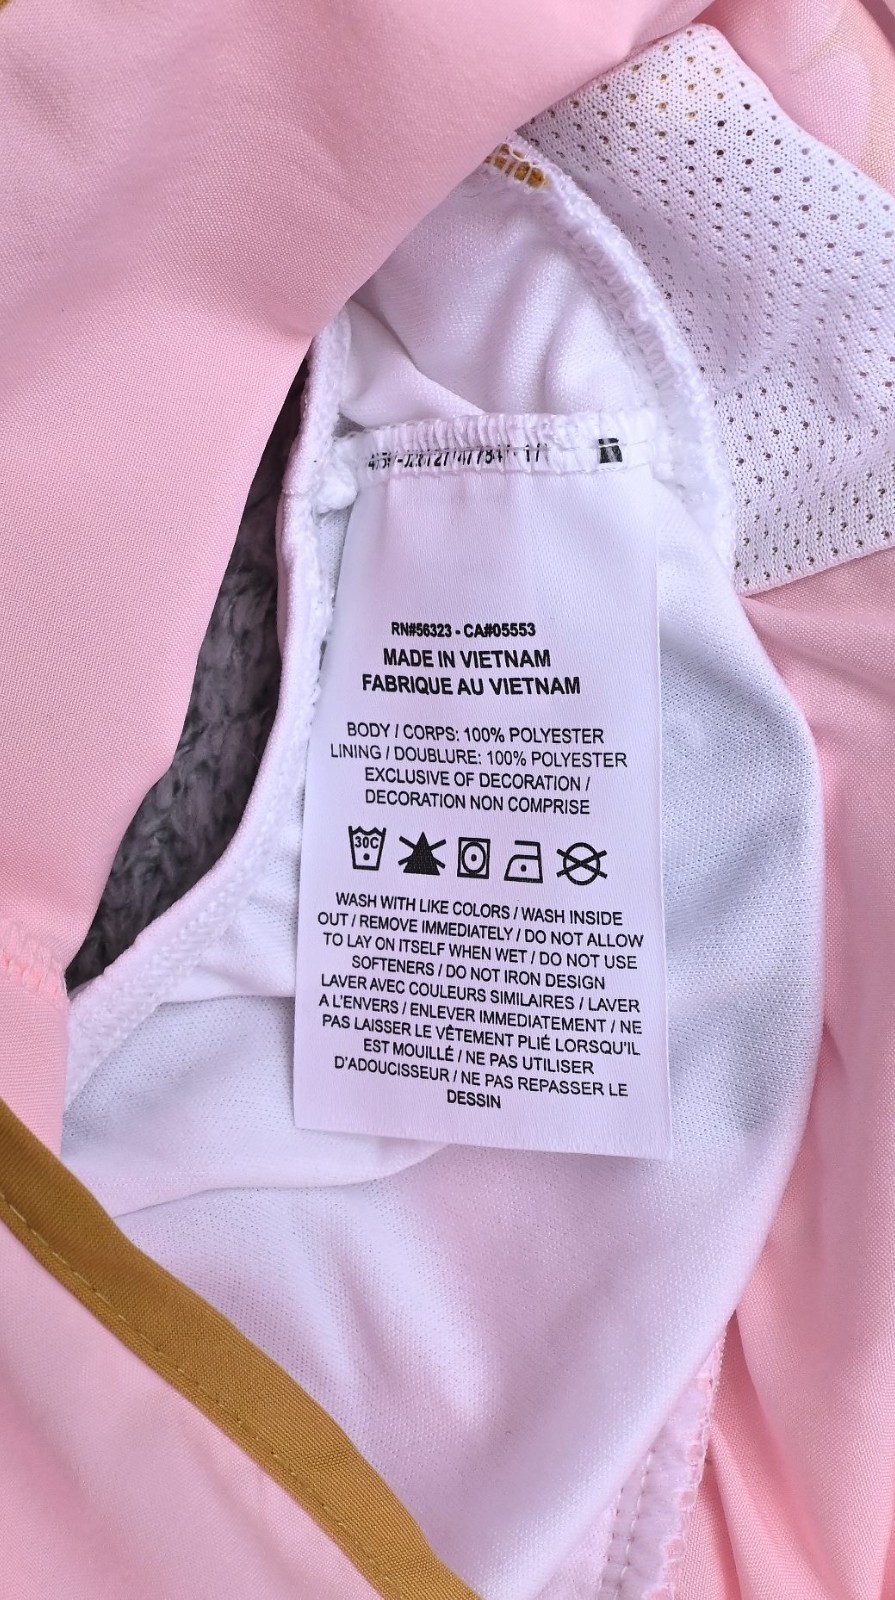 RN#56323 - CA#05553
MADE IN VIETNAM
FABRIQUE AU VIETNAM
BODY / CORPS: 100% POLYESTER
LINING / DOUBLURE: 100% POLYESTER
EXCLUSIVE OF DECORATION /
DECORATION NON COMPRISE
30C
WASH WITH LIKE COLORS / WASH INSIDE
OUT / REMOVE IMMEDIATELY / DO NOT ALLOW
TO LAY ON ITSELF WHEN WET / DO NOT USE
SOFTENERS / DO NOT IRON DESIGN
LAVER AVEC COULEURS SIMILAIRES / LAVER
A L'ENVERS / ENLEVER IMMEDIATEMENT / NE
PAS LAISSER LE VÊTEMENT PLIÉ LORSQU'IL
EST MOUILLÉ / NE PAS UTILISER
D'ADOUCISSEUR / NE PAS REPASSER LE
DESSIN